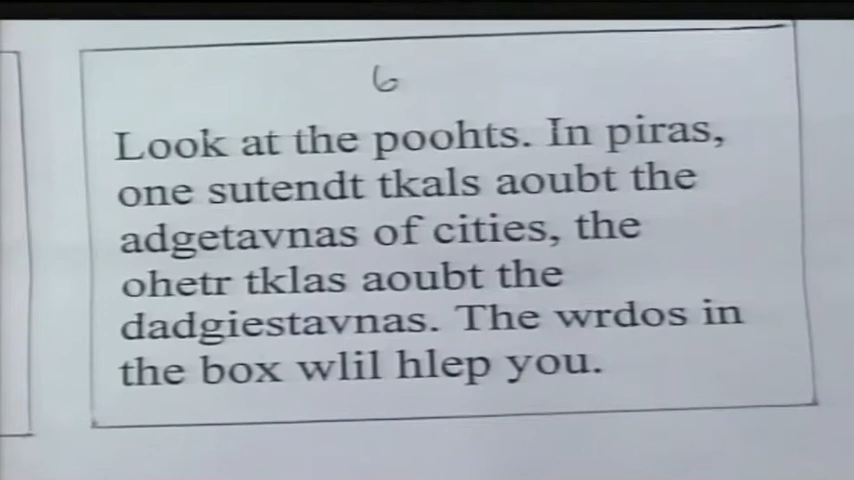 6
Look at the poohts. In piras,
one sutendt tkals aoubt the
adgetavnas of cities, the
ohetr tklas aoubt the
dadgiestavnas. The wrdos in
the box wlil hlep you.